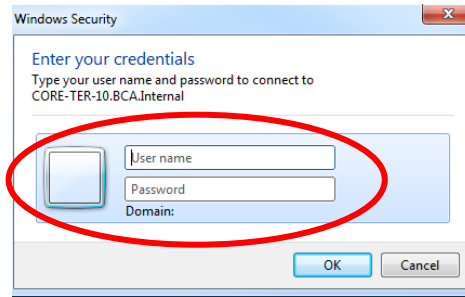 Windows Security
Enter your credentials
Type your user name and password to connect to
CORE-TER-10.BCA.Internal
User name
Password
Domain:
OK Cancel